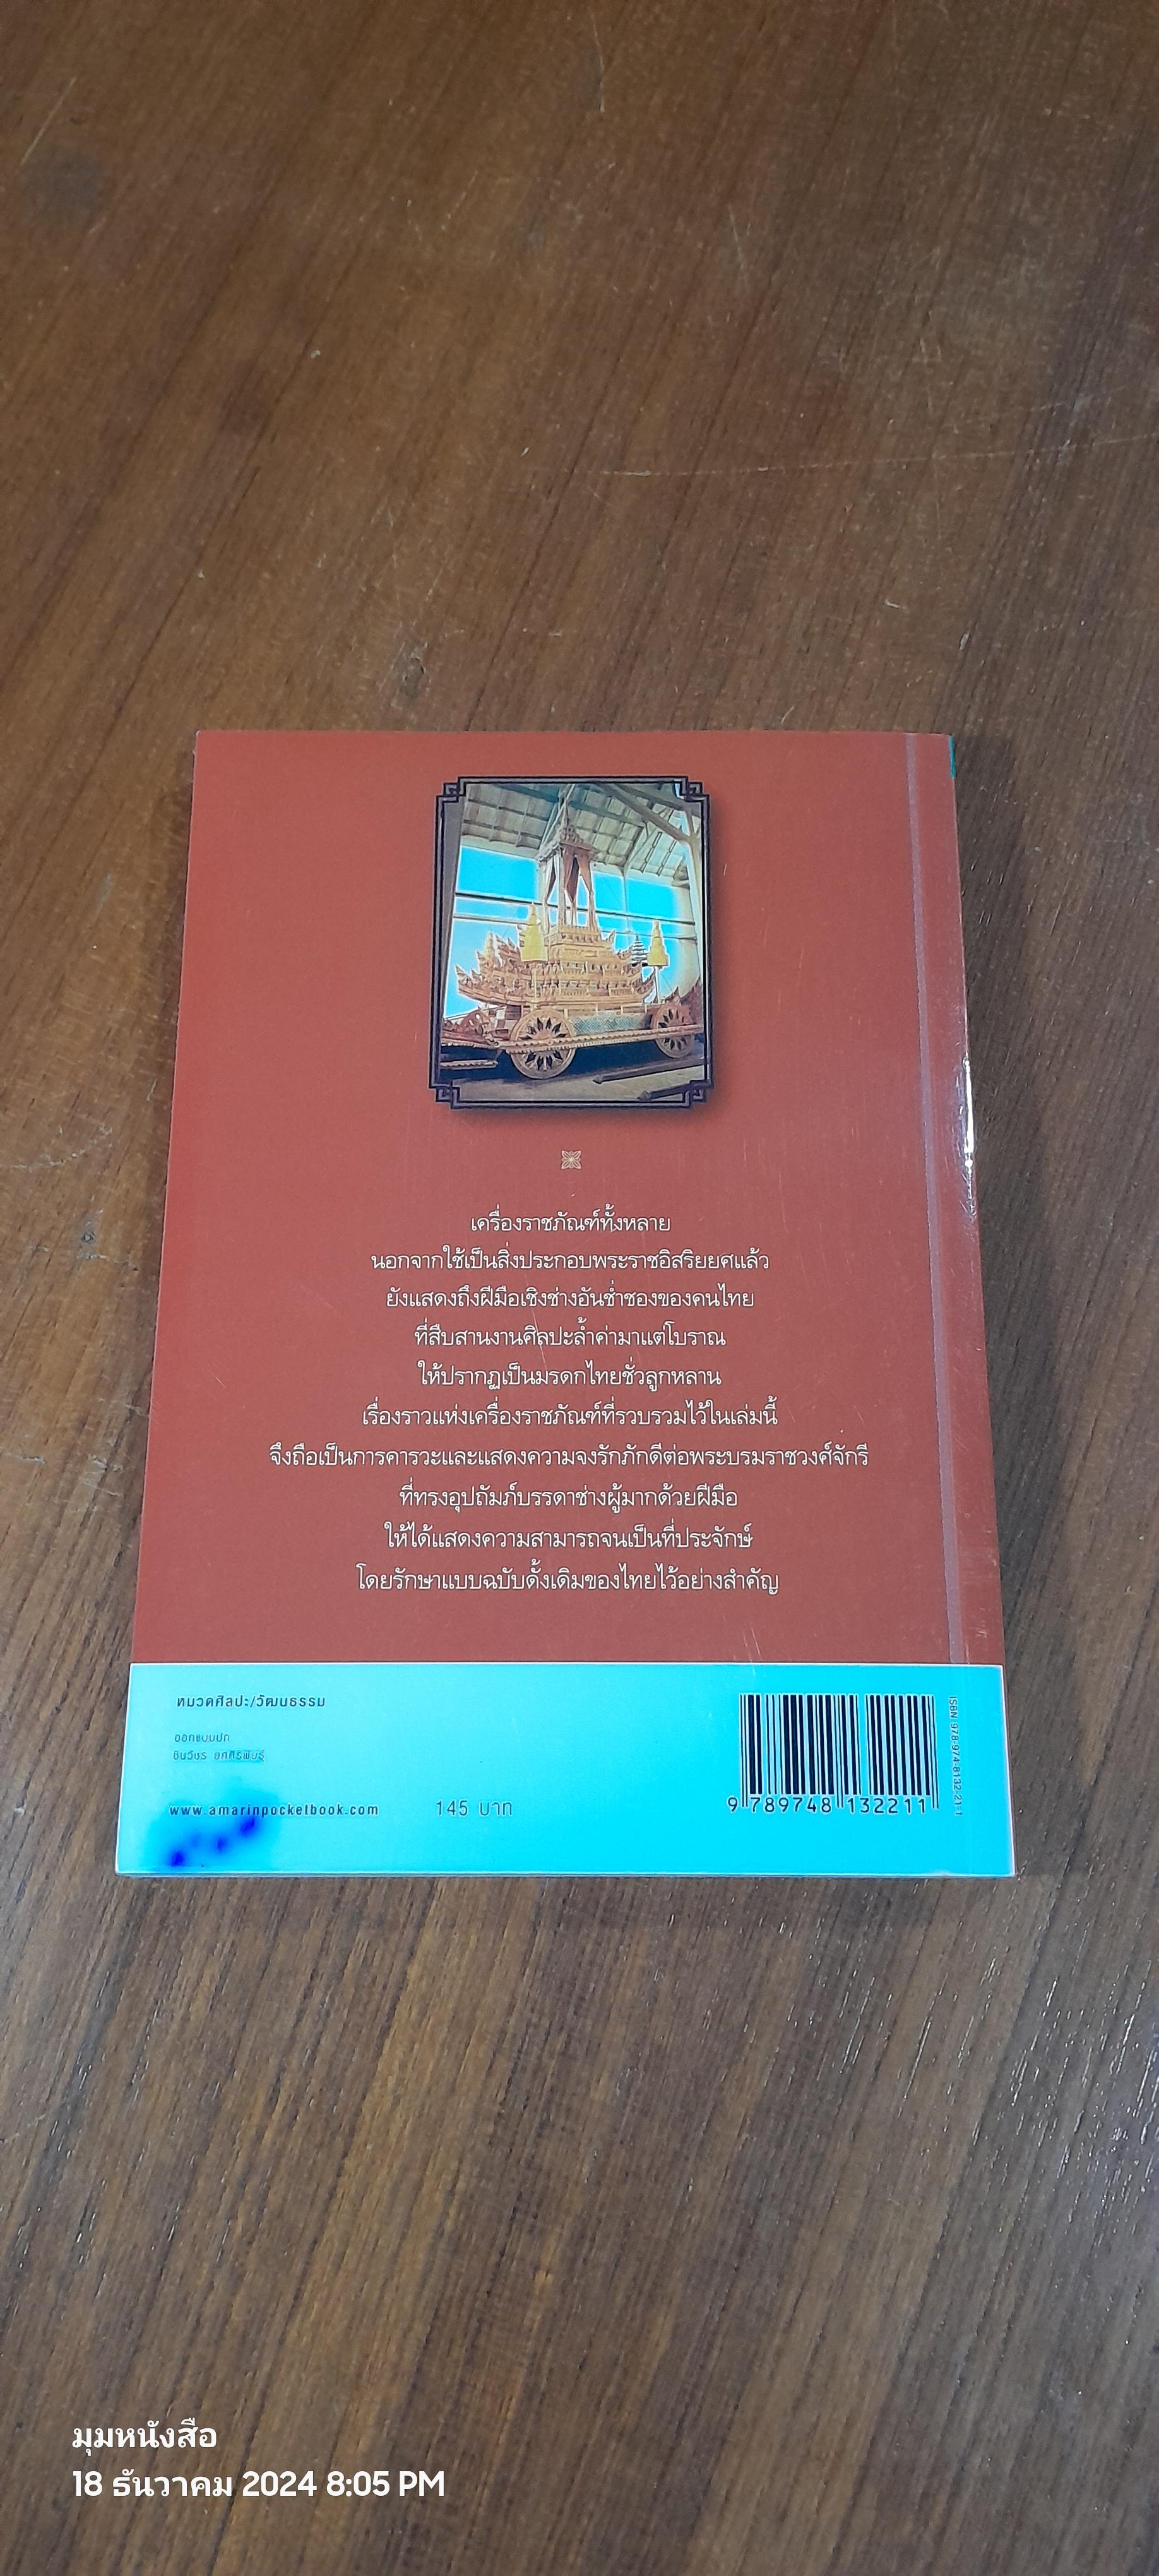 เครื่องราชภัณฑ์ทั้งหลาย
นอกจากใช้เป็นสิ่งประกอบพระราชอิสริยยศแล้ว
ยังแสดงถึงฝีมือเชิงช่างอันช่ำชองของคนไทย
ที่สืบสานงานศิลปะล้ำค่ามาแต่โบราณ
ให้ปรากฏเป็นมรดกไทยชั่วลูกหลาน
เรื่องราวแห่งเครื่องราชภัณฑ์ที่รวบรวมไว้ในเล่มนี้
จึงถือเป็นการคารวะและแสดงความจงรักภักดีต่อพระบรมราชวงศ์จักรี
ที่ทรงอุปถัมภ์บรรดาช่างผู้มากด้วยฝีมือ
ให้ได้แสดงความสามารถจนเป็นที่ประจักษ์
โดยรักษาแบบฉบับดั้งเดิมของไทยไว้อย่างสำคัญ
หมวดศิลปะ/วัฒนธรรม
ออกแบบปก
ชินวัชร
www.amarinpocketbook.com
145 บาท
9 789748 132211
ISBN 978-974-8132-21-1
มุมหนังสือ
18 ธันวาคม 2024 8:05 PM